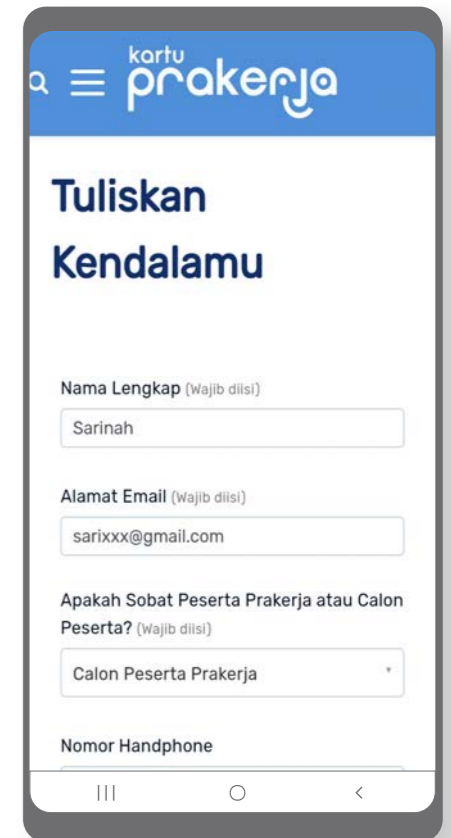 kartu
prakerja
Tuliskan
Kendalamu
Nama Lengkap (Wajib diisi)
Sarinah
Alamat Email (Wajib diisi)
sarixxx@gmail.com
Apakah Sobat Peserta Prakerja atau Calon
Peserta? (Wajib diisi)
Calon Peserta Prakerja
Nomor Handphone